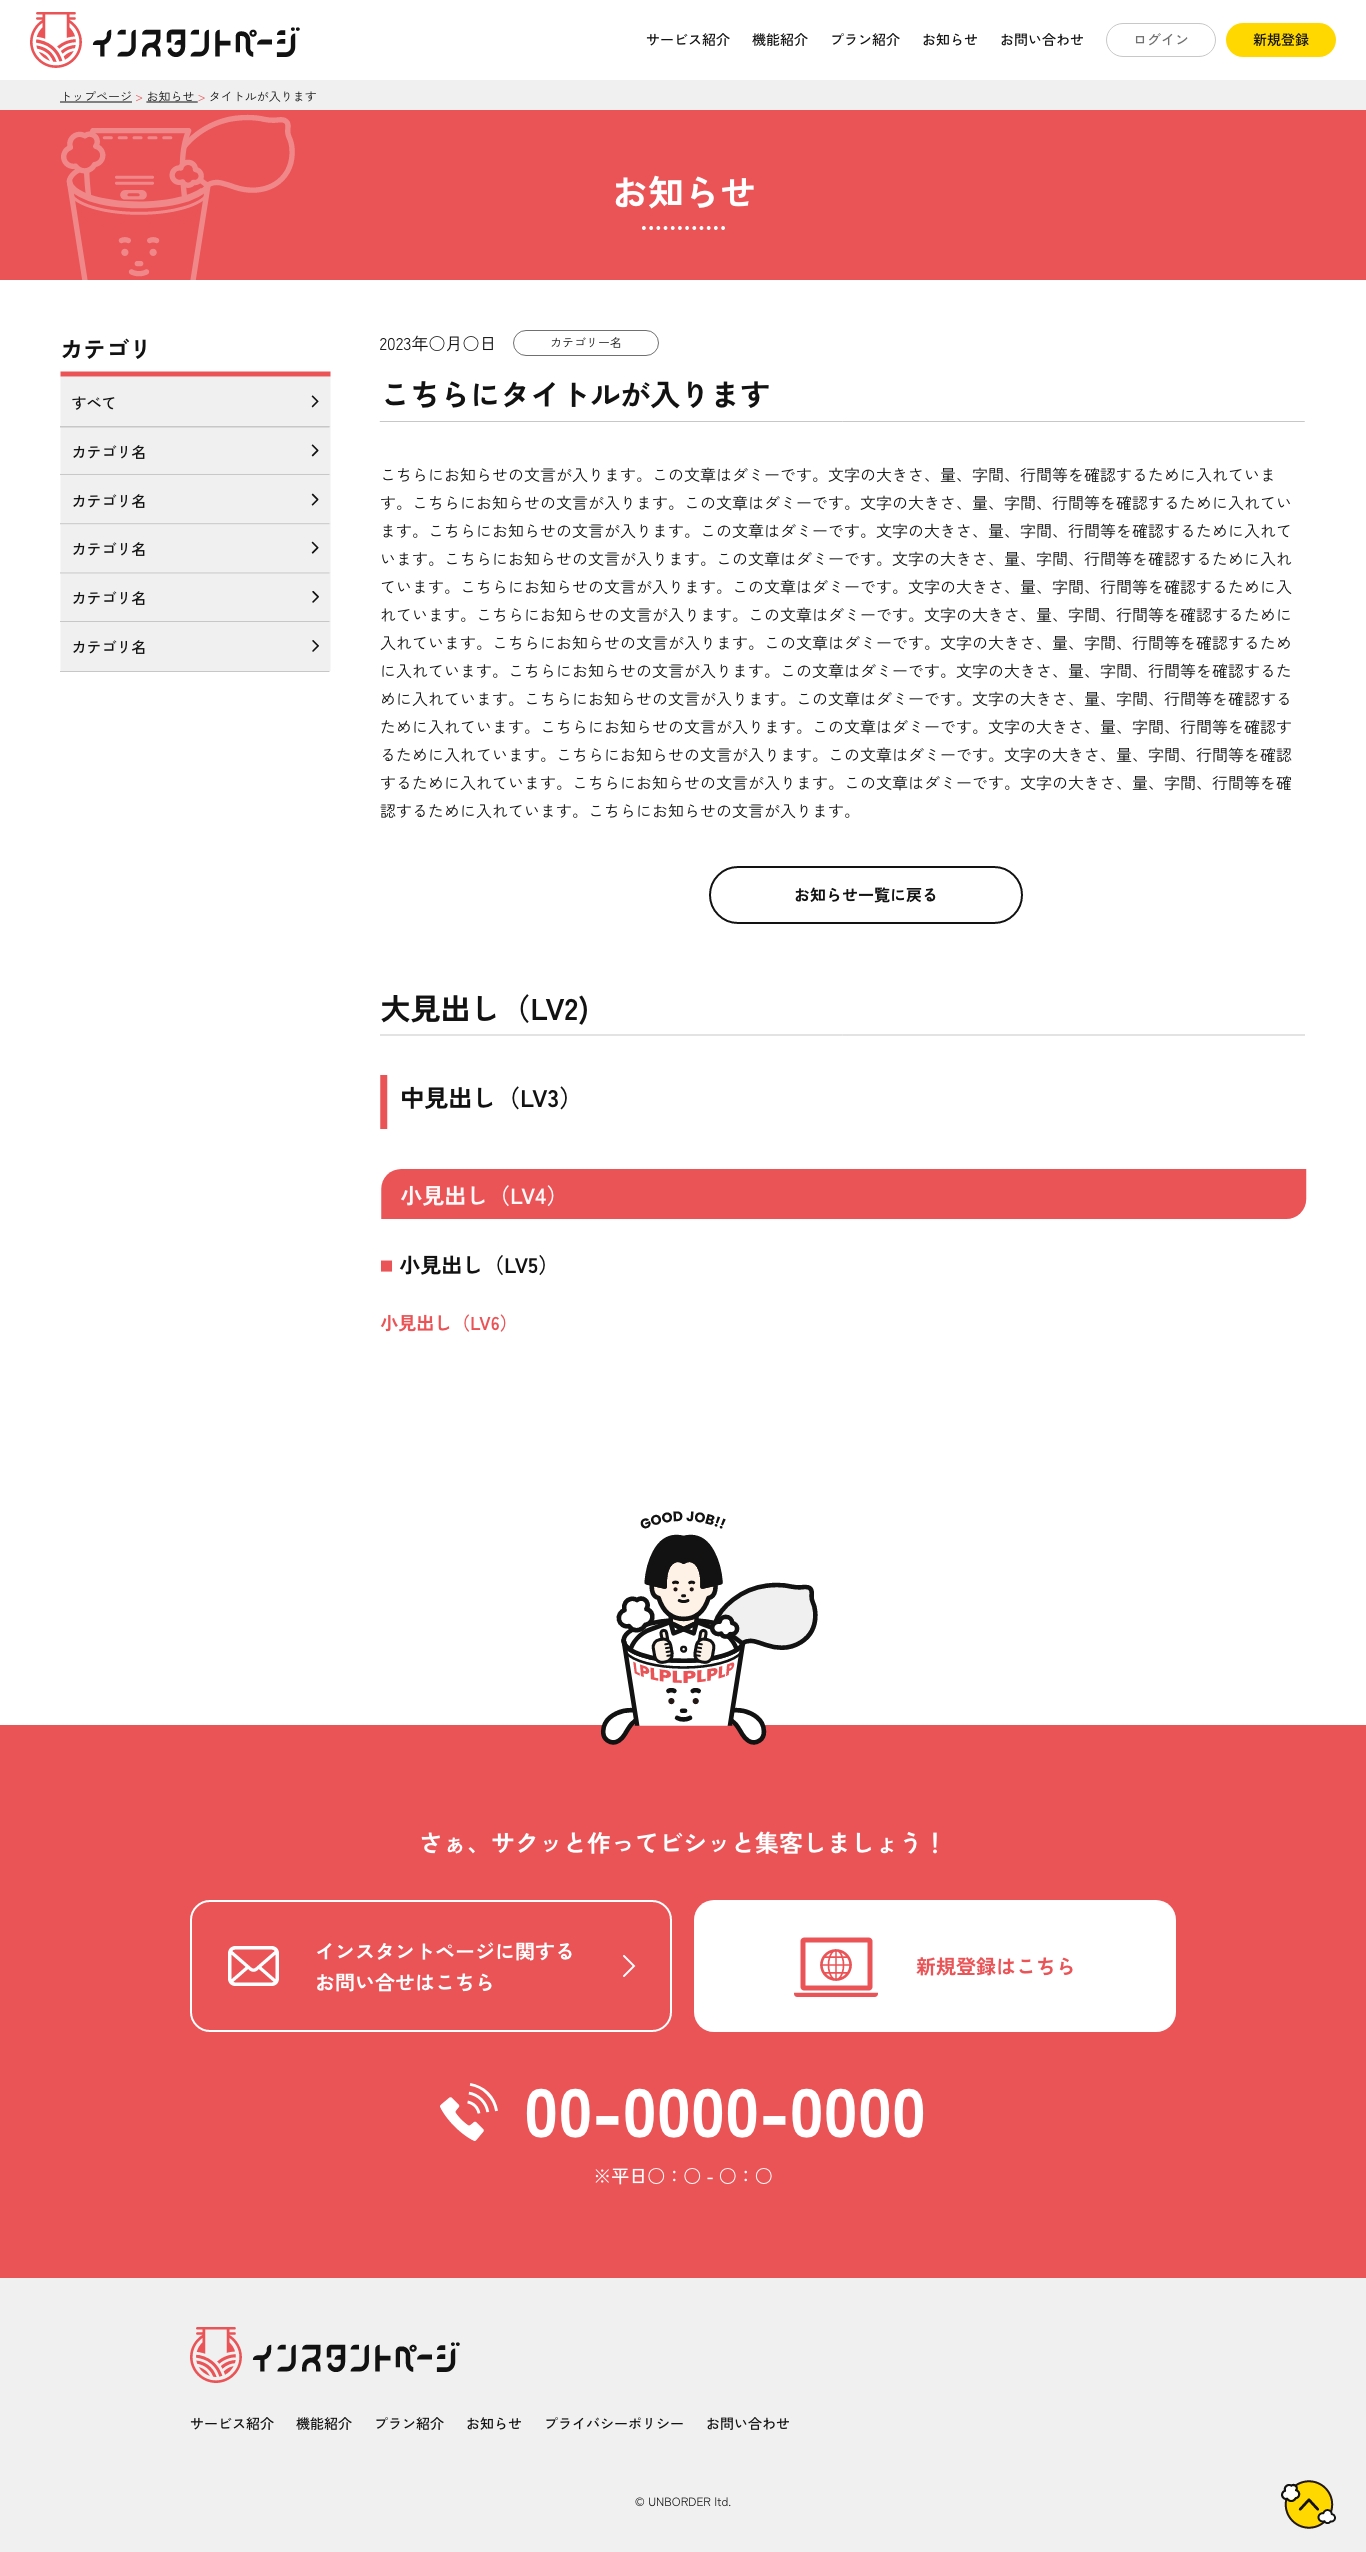 インスタントページ
サービス紹介 機能紹介 プラン紹介 お知らせ お問い合わせ ログイン 新規登録
トップページ > お知らせ > タイトルが入ります
お知らせ
カテゴリ
すべて
カテゴリ名
カテゴリ名
カテゴリ名
カテゴリ名
カテゴリ名
2023年〇月〇日 カテゴリー名
こちらにタイトルが入ります
こちらにお知らせの文言が入ります。この文章はダミーです。文字の大きさ、量、字間、行間等を確認するために入れていま
す。こちらにお知らせの文言が入ります。この文章はダミーです。文字の大きさ、量、字間、行間等を確認するために入れてい
ます。こちらにお知らせの文言が入ります。この文章はダミーです。文字の大きさ、量、字間、行間等を確認するために入れて
います。こちらにお知らせの文言が入ります。この文章はダミーです。文字の大きさ、量、字間、行間等を確認するために入れ
ています。こちらにお知らせの文言が入ります。この文章はダミーです。文字の大きさ、量、字間、行間等を確認するために入
れています。こちらにお知らせの文言が入ります。この文章はダミーです。文字の大きさ、量、字間、行間等を確認するために
入れています。こちらにお知らせの文言が入ります。この文章はダミーです。文字の大きさ、量、字間、行間等を確認するため
に入れています。こちらにお知らせの文言が入ります。この文章はダミーです。文字の大きさ、量、字間、行間等を確認するた
めに入れています。こちらにお知らせの文言が入ります。この文章はダミーです。文字の大きさ、量、字間、行間等を確認する
ために入れています。こちらにお知らせの文言が入ります。この文章はダミーです。文字の大きさ、量、字間、行間等を確認す
るために入れています。こちらにお知らせの文言が入ります。この文章はダミーです。文字の大きさ、量、字間、行間等を確認
するために入れています。こちらにお知らせの文言が入ります。この文章はダミーです。文字の大きさ、量、字間、行間等を確
認するために入れています。こちらにお知らせの文言が入ります。
お知らせ一覧に戻る
大見出し（LV2)
中見出し（LV3）
小見出し（LV4）
■ 小見出し（LV5）
小見出し（LV6）
GOOD JOB!!
LPLPLPLPLP
さぁ、サクッと作ってビシッと集客しましょう！
インスタントページに関する
お問い合せはこちら
新規登録はこちら
00-0000-0000
※平日〇：〇 - 〇：〇
インスタントページ
サービス紹介 機能紹介 プラン紹介 お知らせ プライバシーポリシー お問い合わせ
© UNBORDER ltd.